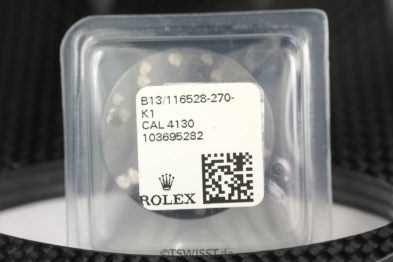 B13/116528-270-
K1
CAL 4130
103695282
ROLEX
©TSWISST.de